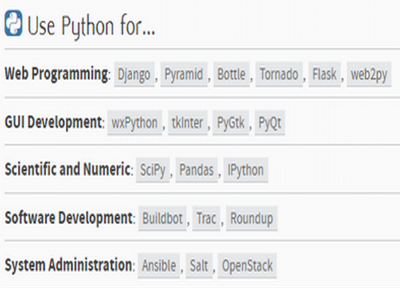 Use Python for...
Web Programming: Django , Pyramid , Bottle , Tornado , Flask , web2py
GUI Development: wxPython , tkInter , PyGtk , PyQt
Scientific and Numeric: SciPy , Pandas , IPython
Software Development: Buildbot , Trac , Roundup
System Administration: Ansible , Salt , OpenStack